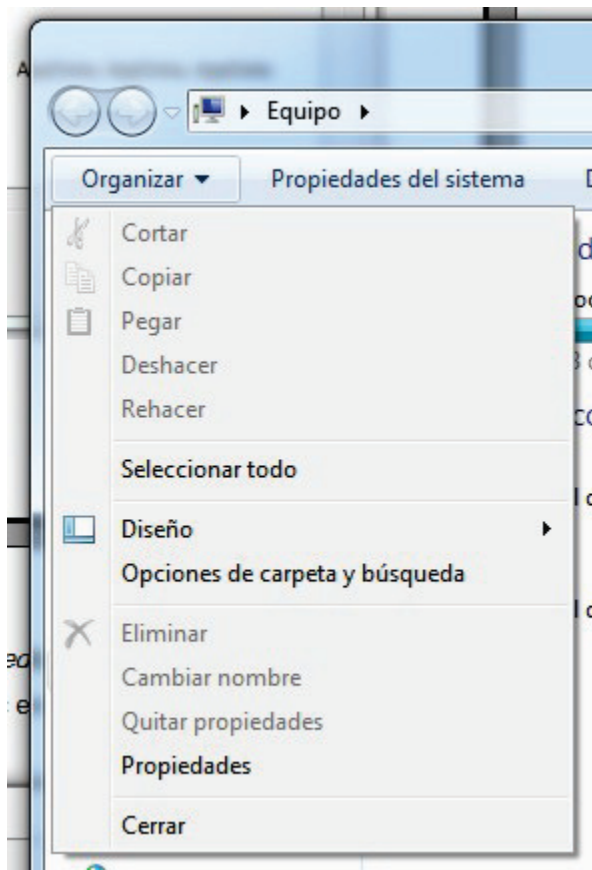 Equipo
Organizar
Propiedades del sistema
Cortar
Copiar
Pegar
Deshacer
Rehacer
Seleccionar todo
Diseño
Opciones de carpeta y búsqueda
Eliminar
Cambiar nombre
Quitar propiedades
Propiedades
Cerrar